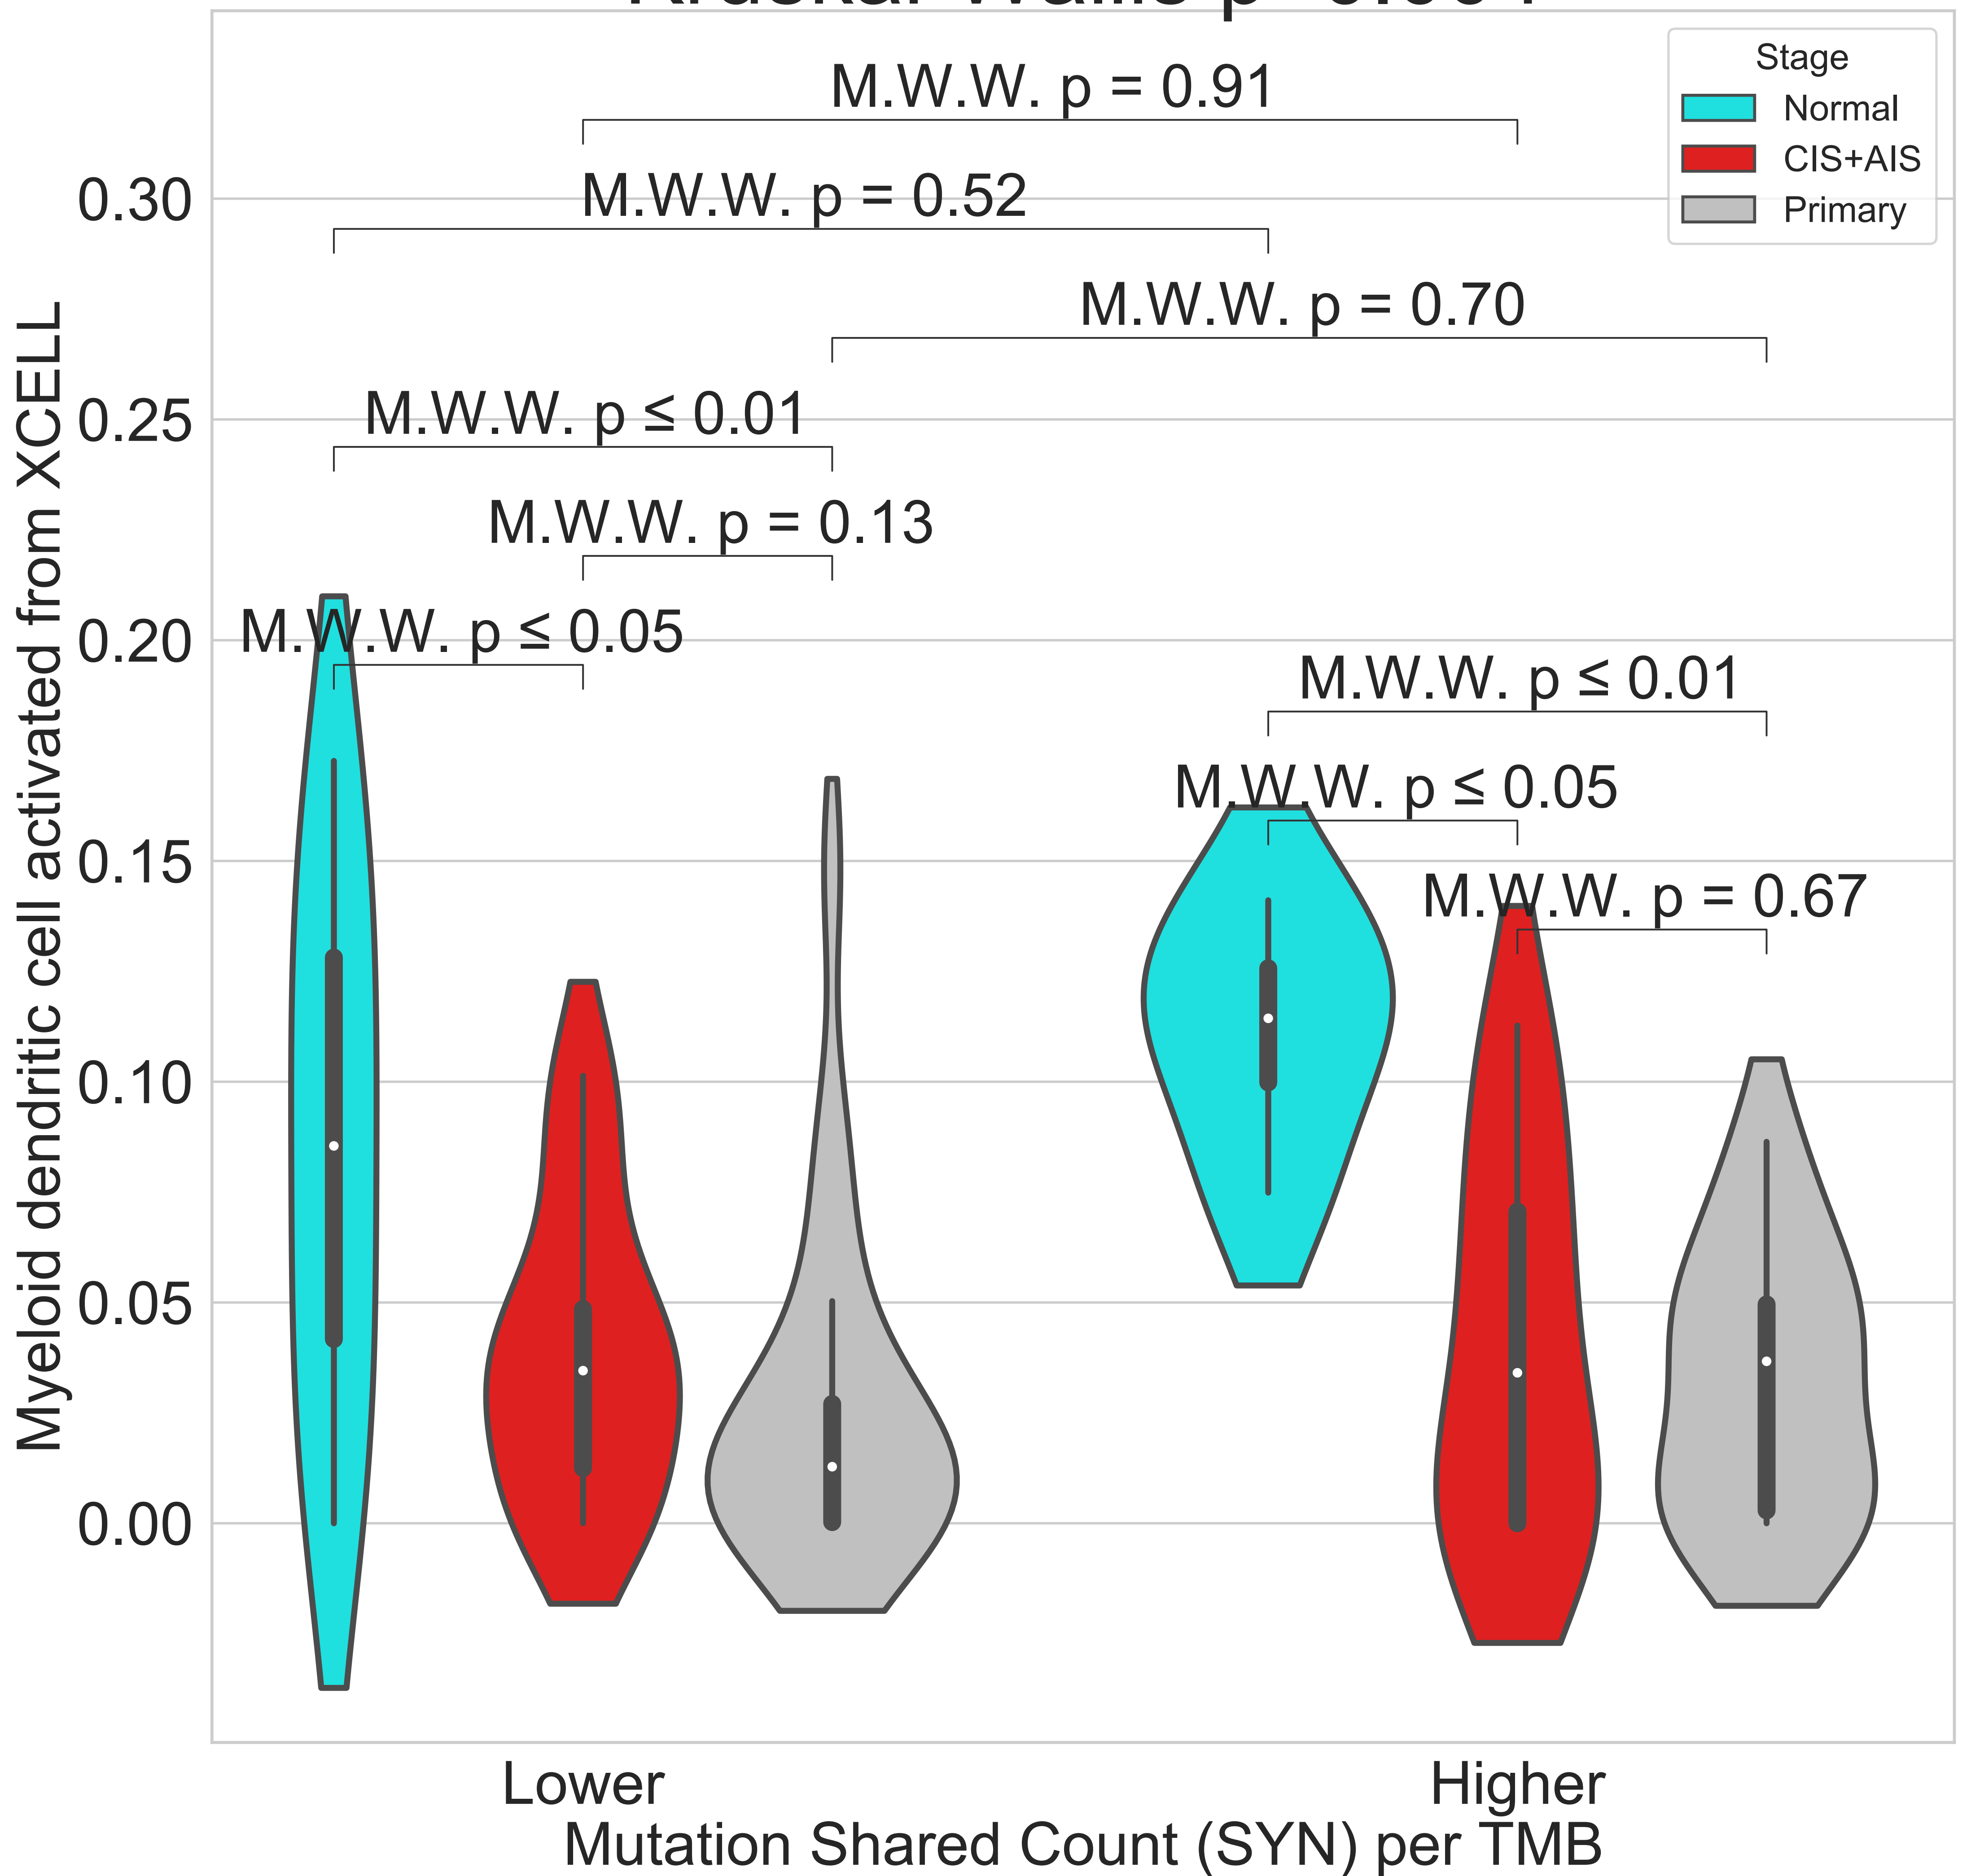 Stage
Normal
CIS+AIS
Primary
M.W.W. p = 0.91
M.W.W. p = 0.52
M.W.W. p = 0.70
M.W.W. p ≤ 0.01
M.W.W. p = 0.13
M.W.W. p ≤ 0.05
M.W.W. p ≤ 0.01
M.W.W. p ≤ 0.05
M.W.W. p = 0.67
Myeloid dendritic cell activated from XCELL
0.30
0.25
0.20
0.15
0.10
0.05
0.00
Lower
Higher
Mutation Shared Count (SYN) per TMB